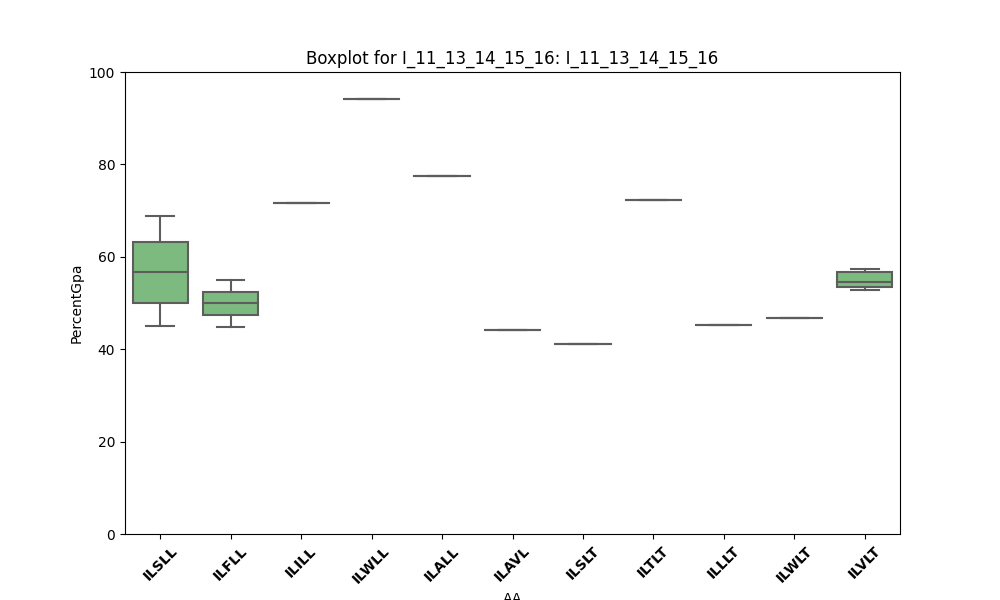 Boxplot for I_11_13_14_15_16: I_11_13_14_15_16
100
80
60
40
20
0
PercentGpa
ILSLL
ILFLL
ILILL
ILWLL
ILALL
ILAVL
ILSLT
ILTLT
ILLLT
ILWLT
ILVLT
AA